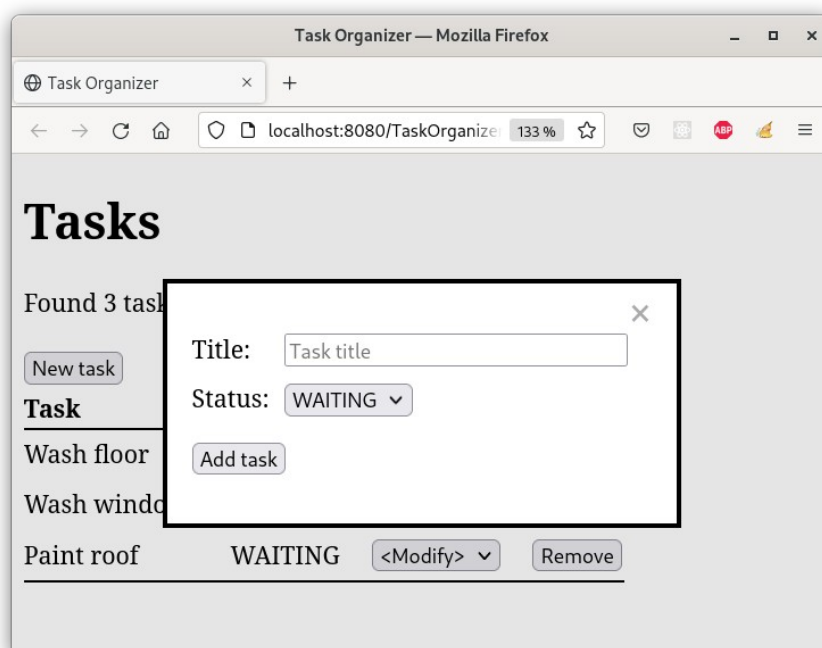 Task Organizer — Mozilla Firefox
Task Organizer
localhost:8080/TaskOrganize 133 %
ABP
Tasks
Found 3 task
New task
Title: Task title
Status: WAITING
Add task
Task
Wash floor
Wash windo
Paint roof WAITING <Modify> Remove